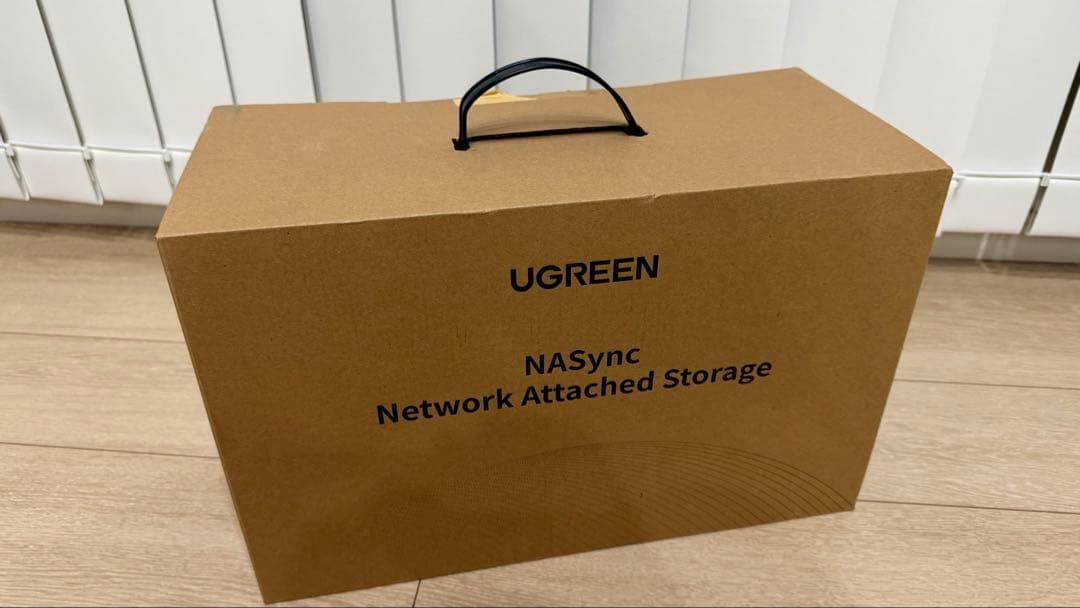 UGREEN
NASync
Network Attached Storage